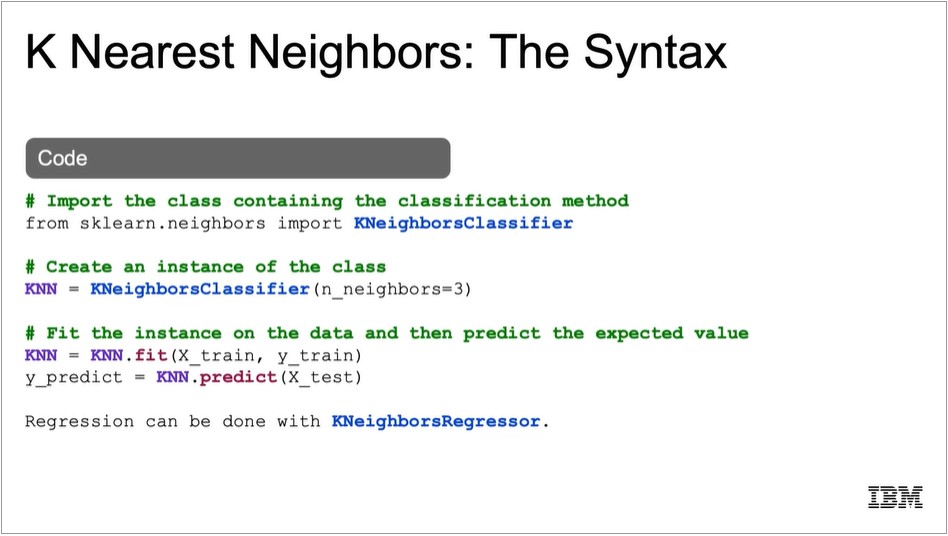 K Nearest Neighbors: The Syntax
Code
# Import the class containing the classification method
from sklearn.neighbors import KNeighborsClassifier
# Create an instance of the class
KNN = KNeighborsClassifier(n_neighbors=3)
# Fit the instance on the data and then predict the expected value
KNN = KNN.fit(X_train, y_train)
y_predict = KNN.predict(X_test)
Regression can be done with KNeighborsRegressor.
IBM